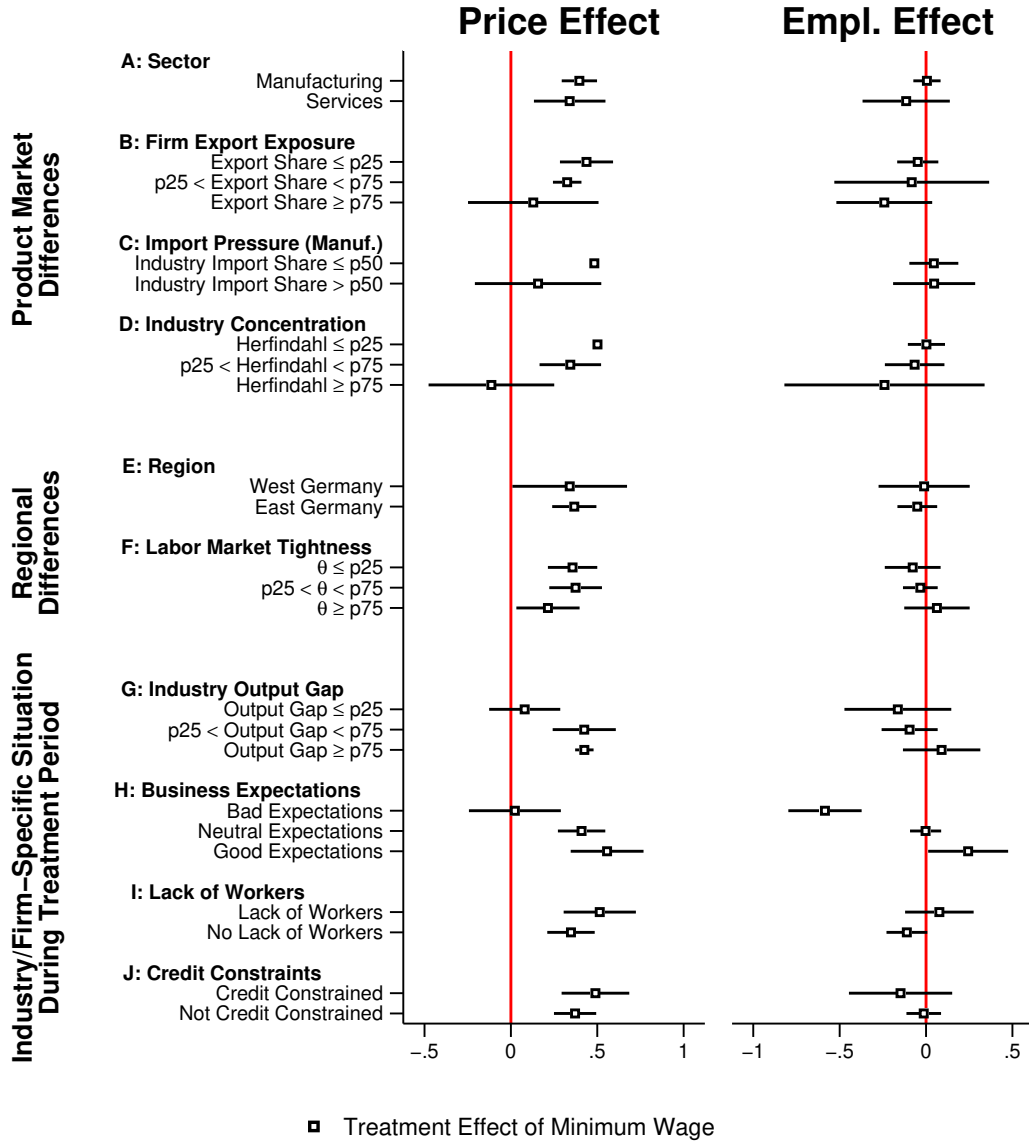 Price Effect
Empl. Effect
Product Market
Differences
A: Sector
Manufacturing
Services
B: Firm Export Exposure
Export Share ≤ p25
p25 < Export Share < p75
Export Share ≥ p75
C: Import Pressure (Manuf.)
Industry Import Share ≤ p50
Industry Import Share > p50
D: Industry Concentration
Herfindahl ≤ p25
p25 < Herfindahl < p75
Herfindahl ≥ p75
Regional
Differences
E: Region
West Germany
East Germany
F: Labor Market Tightness
θ ≤ p25
p25 < θ < p75
θ ≥ p75
Industry/Firm−Specific Situation
During Treatment Period
G: Industry Output Gap
Output Gap ≤ p25
p25 < Output Gap < p75
Output Gap ≥ p75
H: Business Expectations
Bad Expectations
Neutral Expectations
Good Expectations
I: Lack of Workers
Lack of Workers
No Lack of Workers
J: Credit Constraints
Credit Constrained
Not Credit Constrained
−.5 0 .5 1
−1 −.5 0 .5
Treatment Effect of Minimum Wage